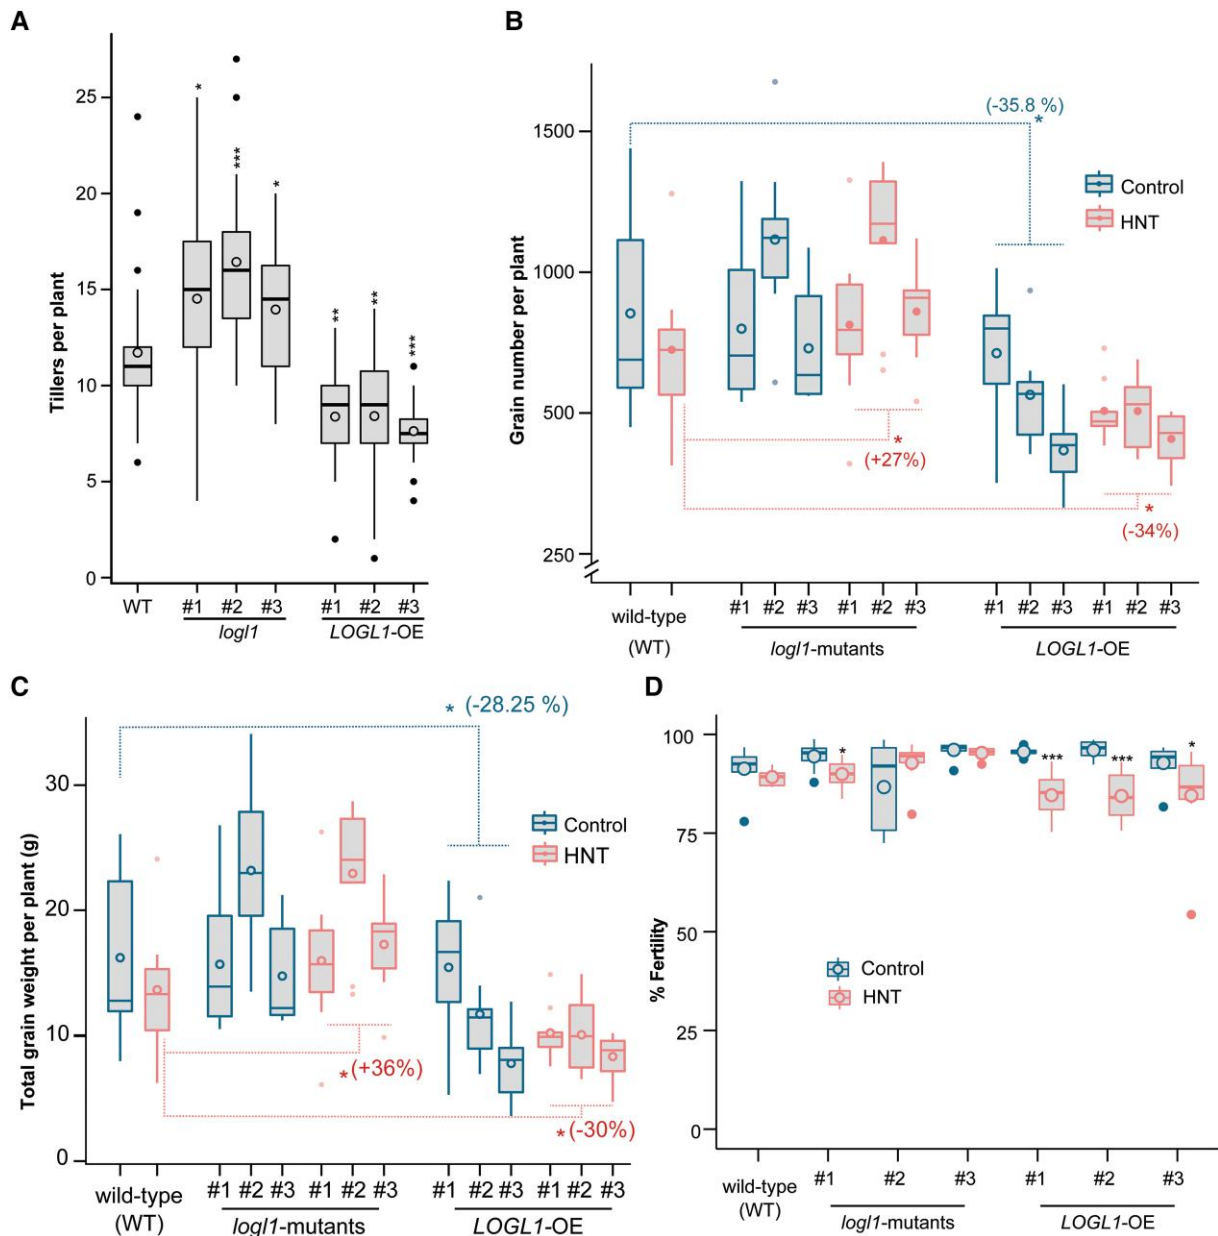 A
Tillers per plant
25
20
15
10
5
0
*
***
*
**
**
***
WT
#1 #2 #3 #1 #2 #3
logl1 LOGL1-OE
B
Grain number per plant
1500
1000
500
250
(-35.8 %)
*
Control
HNT
*
(+27%)
*
(-34%)
#1 #2 #3 #1 #2 #3 #1 #2 #3 #1 #2 #3
wild-type
(WT)
logl1-mutants LOGL1-OE
C
Total grain weight per plant (g)
30
20
10
0
* (-28.25 %)
Control
HNT
*(+36%)
*(-30%)
#1 #2 #3 #1 #2 #3 #1 #2 #3 #1 #2 #3
wild-type
(WT)
logl1-mutants LOGL1-OE
D
% Fertility
100
75
50
25
0
*
***
***
*
Control
HNT
#1 #2 #3 #1 #2 #3
wild-type
(WT)
logl1-mutants LOGL1-OE